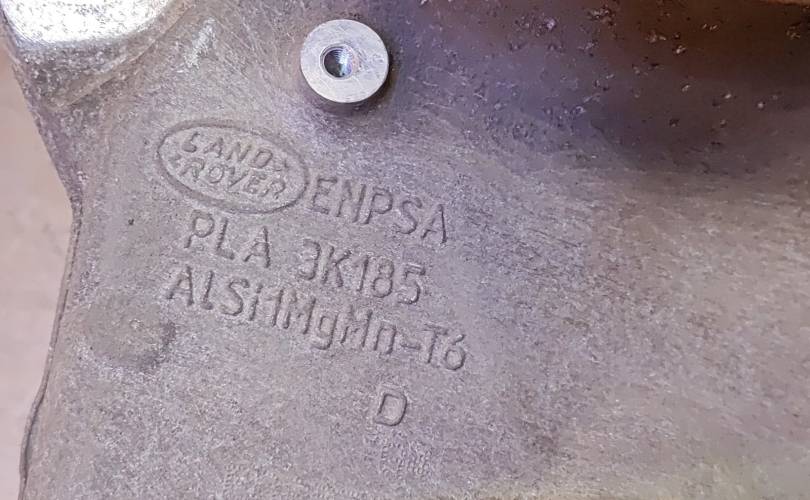 LAND ROVER ENPSA
PLA 3K185
AlSi1MgMn-T6
D